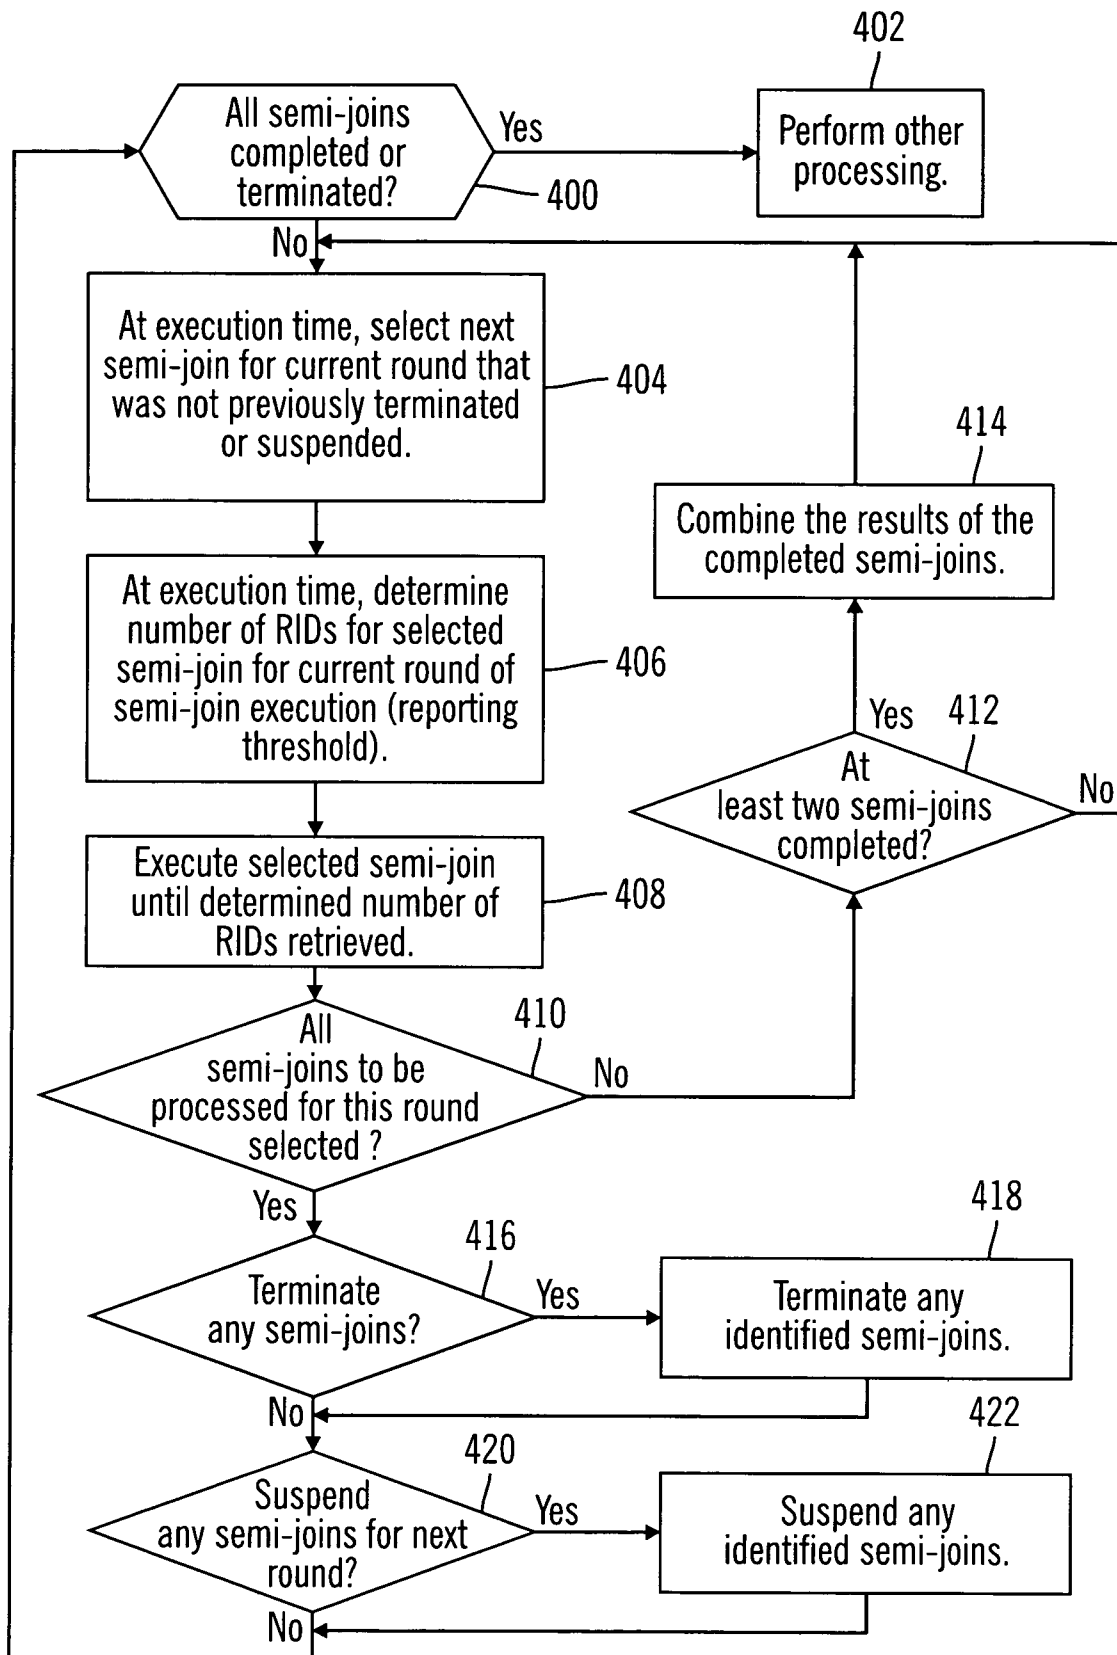 402
All semi-joins
completed or
terminated?
Yes
Perform other
processing.
400
No
At execution time, select next
semi-join for current round that
was not previously terminated
or suspended.
404
414
Combine the results of the
completed semi-joins.
At execution time, determine
number of RIDs for selected
semi-join for current round of
semi-join execution (reporting
threshold).
406
Yes
412
At
least two semi-joins
completed?
No
Execute selected semi-join
until determined number of
RIDs retrieved.
408
410
All
semi-joins to be
processed for this round
selected ?
No
Yes
416
418
Terminate
any semi-joins?
Yes
Terminate any
identified semi-joins.
No
420
422
Suspend
any semi-joins for next
round?
Yes
Suspend any
identified semi-joins.
No